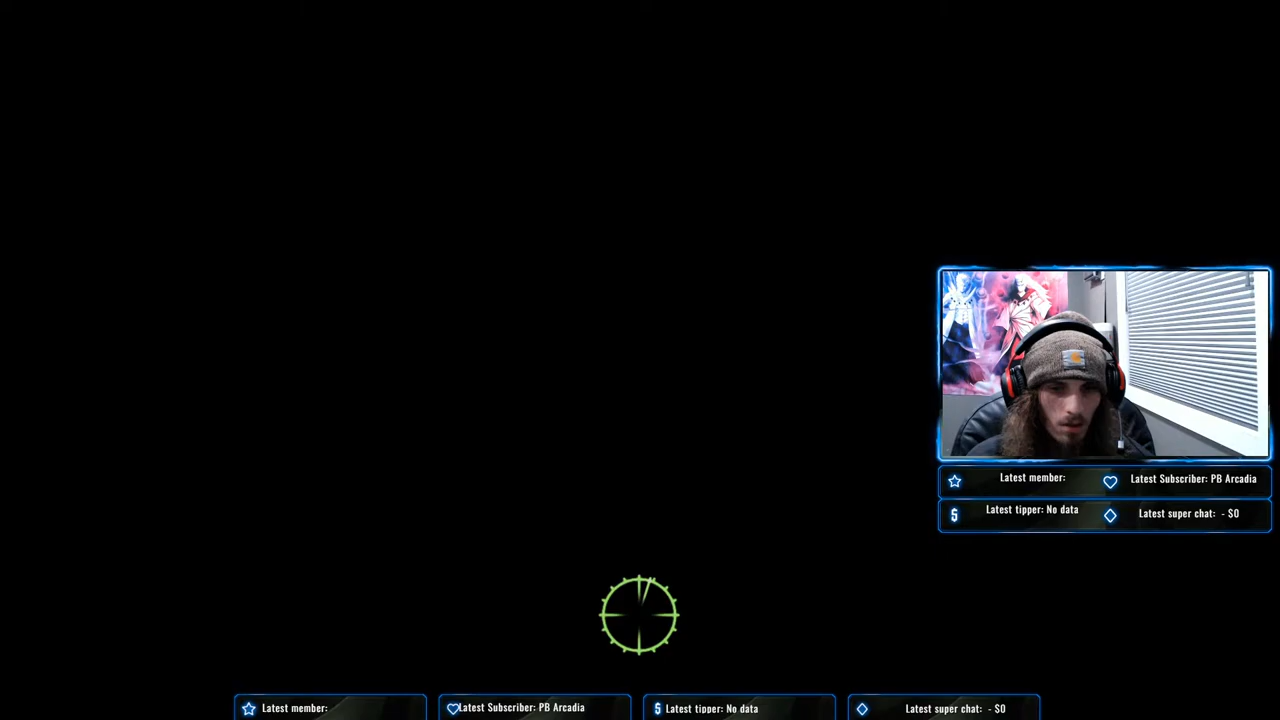 Latest member:
Latest Subscriber: PB Arcadia
Latest tipper: No data
Latest super chat: - $0
Latest member:
Latest Subscriber: PB Arcadia
Latest tipper: No data
Latest super chat: - $0